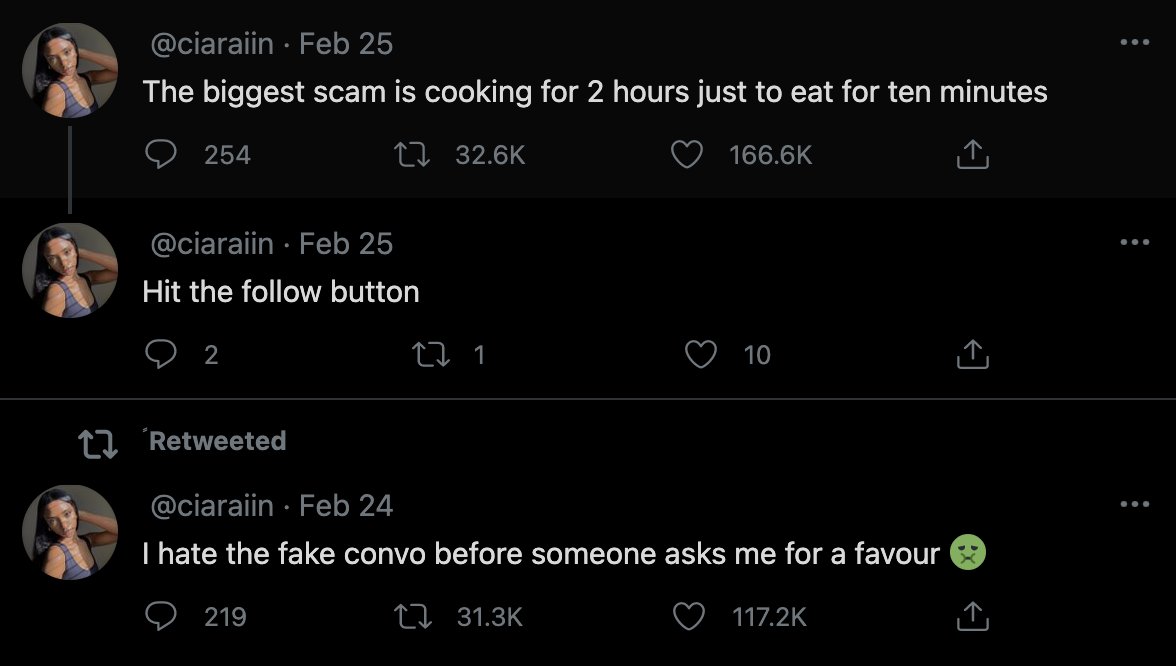 @ciaraiin · Feb 25
The biggest scam is cooking for 2 hours just to eat for ten minutes
254 32.6K 166.6K
@ciaraiin · Feb 25
Hit the follow button
2 1 10
Retweeted
@ciaraiin · Feb 24
I hate the fake convo before someone asks me for a favour
219 31.3K 117.2K